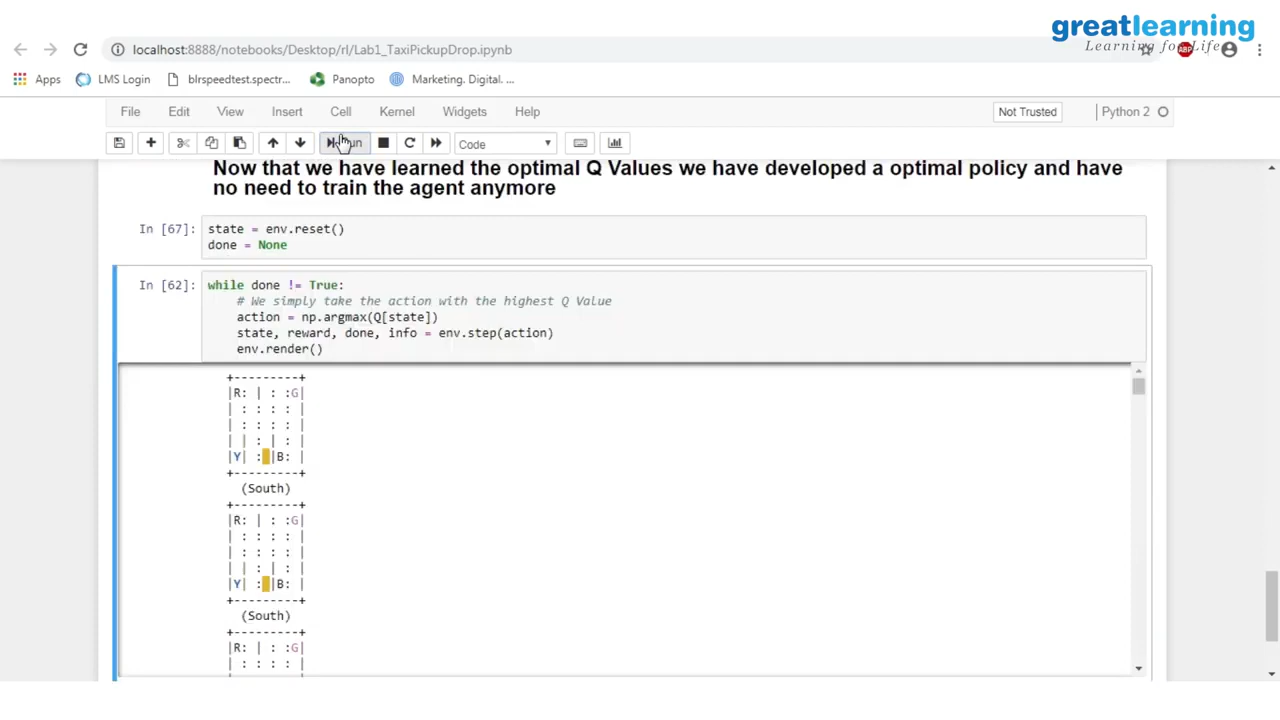 greatlearning
Learning for Life
localhost:8888/notebooks/Desktop/rl/Lab1_TaxiPickupDrop.ipynb
Apps LMS Login blrspeedtest.spectr... Panopto Marketing. Digital. ...
File Edit View Insert Cell Kernel Widgets Help Not Trusted Python 2
Code
Now that we have learned the optimal Q Values we have developed a optimal policy and have
no need to train the agent anymore
In [67]: state = env.reset()
done = None
In [62]: while done != True:
# We simply take the action with the highest Q Value
action = np.argmax(Q[state])
state, reward, done, info = env.step(action)
env.render()
+---------+
|R: | : :G|
| : : : : |
| : : : : |
| | : | : |
|Y| : |B: |
+---------+
(South)
+---------+
|R: | : :G|
| : : : : |
| : : : : |
| | : | : |
|Y| : |B: |
+---------+
(South)
+---------+
|R: | : :G|
| : : : : |